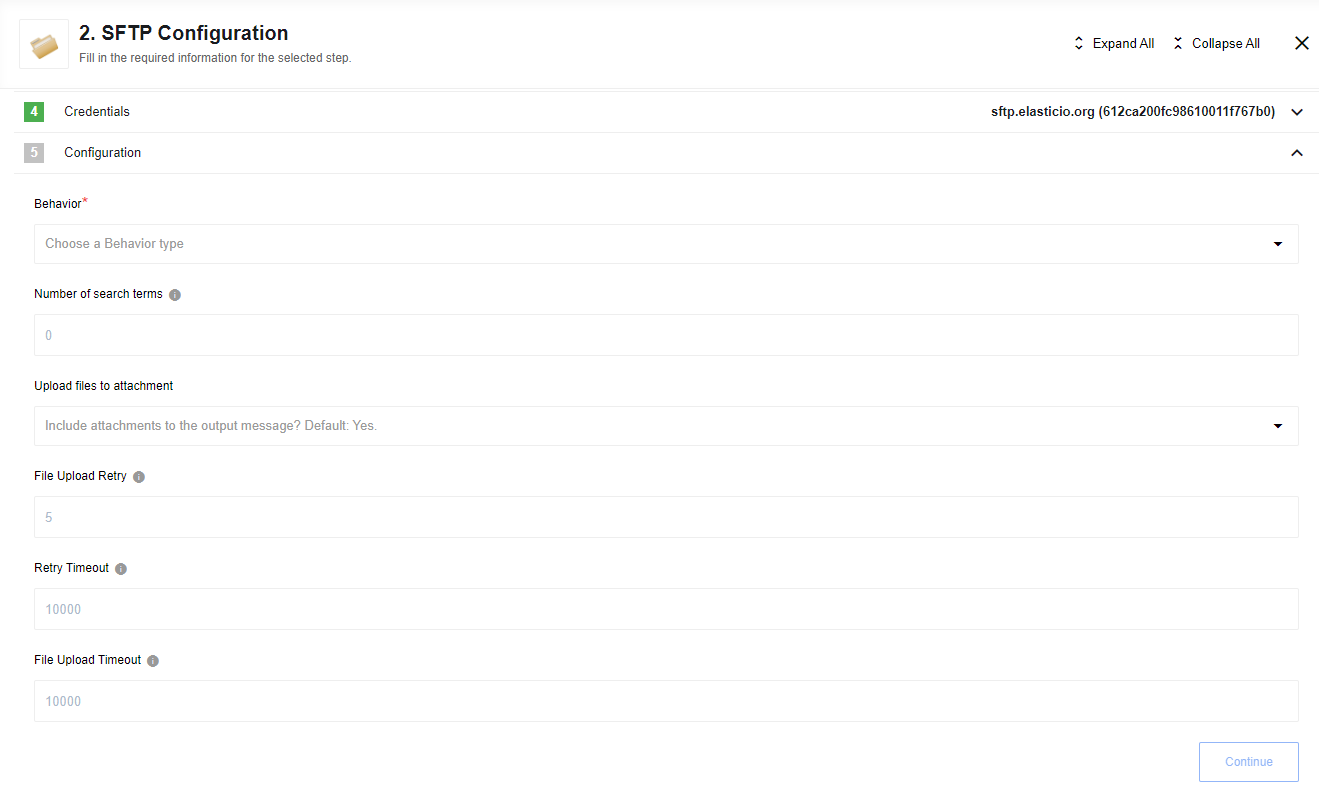 2. SFTP Configuration
Fill in the required information for the selected step.
Expand All
Collapse All
4 Credentials sftp.elasticio.org (612ca200fc98610011f767b0)
5 Configuration
Behavior*
Choose a Behavior type
Number of search terms
0
Upload files to attachment
Include attachments to the output message? Default: Yes.
File Upload Retry
5
Retry Timeout
10000
File Upload Timeout
10000
Continue